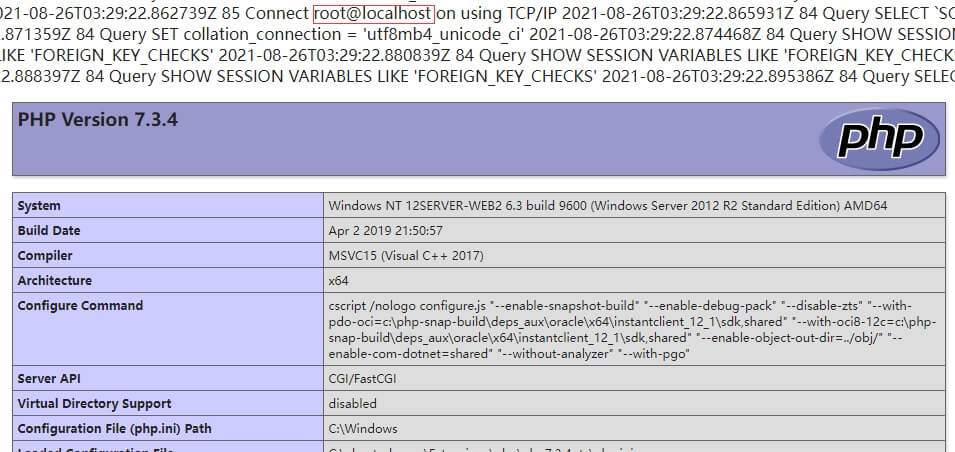 021-08-26T03:29:22.862739Z 85 Connect root@localhost on using TCP/IP 2021-08-26T03:29:22.865931Z 84 Query SELECT `SC
.871359Z 84 Query SET collation_connection = 'utf8mb4_unicode_ci' 2021-08-26T03:29:22.874468Z 84 Query SHOW SESSION
IKE 'FOREIGN_KEY_CHECKS' 2021-08-26T03:29:22.880839Z 84 Query SHOW SESSION VARIABLES LIKE 'FOREIGN_KEY_CHECKS
2.888397Z 84 Query SHOW SESSION VARIABLES LIKE 'FOREIGN_KEY_CHECKS' 2021-08-26T03:29:22.895386Z 84 Query SELEC
PHP Version 7.3.4
php
System Windows NT 12SERVER-WEB2 6.3 build 9600 (Windows Server 2012 R2 Standard Edition) AMD64
Build Date Apr 2 2019 21:50:57
Compiler MSVC15 (Visual C++ 2017)
Architecture x64
Configure Command cscript /nologo configure.js "--enable-snapshot-build" "--enable-debug-pack" "--disable-zts" "--with-
pdo-oci=c:\php-snap-build\deps_aux\oracle\x64\instantclient_12_1\sdk,shared" "--with-oci8-12c=c:\php-
snap-build\deps_aux\oracle\x64\instantclient_12_1\sdk,shared" "--enable-object-out-dir=../obj/" "--
enable-com-dotnet=shared" "--without-analyzer" "--with-pgo"
Server API CGI/FastCGI
Virtual Directory Support disabled
Configuration File (php.ini) Path C:\Windows
Loaded Configuration File